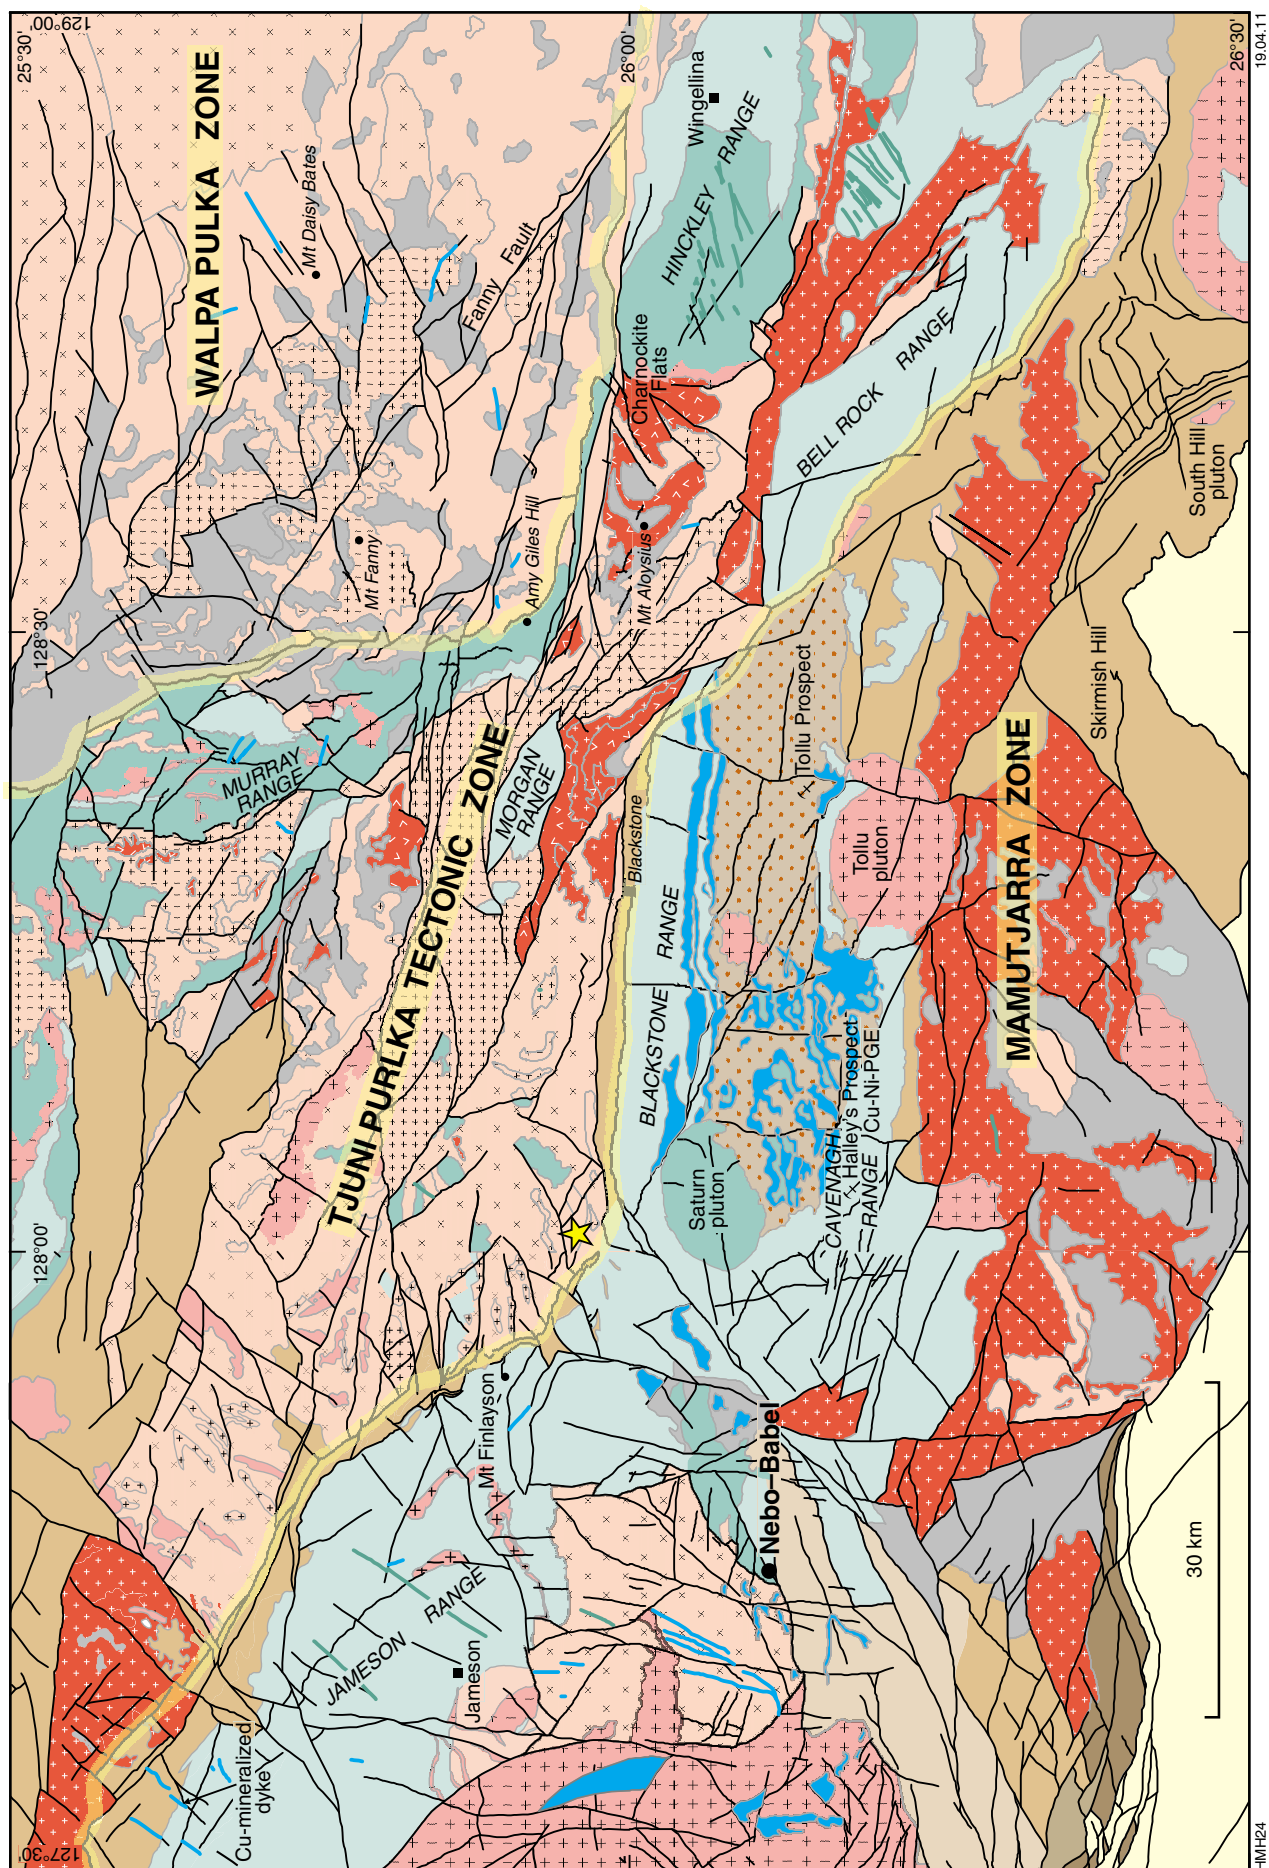 127°30'
128°00'
128°30'
129°00'
25°30'
26°00'
26°30'
WALPA PULKA ZONE
Mt Daisy Bates
Fanny Fault
Mt Fanny
Amy Giles Hill
MURRAY
RANGE
TJUNI PURLKA TECTONIC ZONE
MORGAN
RANGE
Wingellina
HINCKLEY RANGE
Charnockite
Flats
Mt Aloysius
BELL ROCK RANGE
Blackstone
BLACKSTONE RANGE
Tollu Prospect
Tollu
pluton
Saturn
pluton
CAVENAGH
Halley's Prospect
RANGE Cu-Ni-PGE
South Hill
pluton
Skirmish Hill
MAMUTJARRA ZONE
Mt Finlayson
Nebo–Babel
JAMESON RANGE
Jameson
Cu-mineralized
dyke
30 km
HMH24
19.04.11